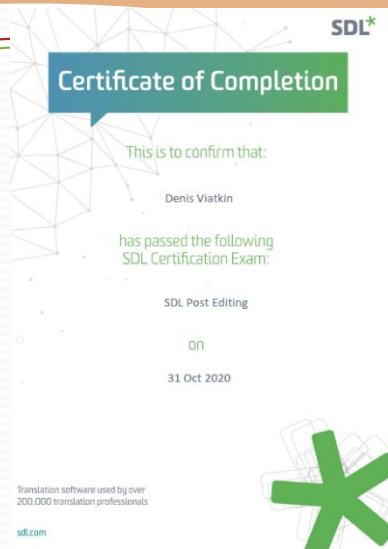 SDL*
Certificate of Completion
This is to confirm that:
Denis Viatkin
has passed the following
SDL Certification Exam:
SDL Post Editing
on
31 Oct 2020
Translation software used by over
200,000 translation professionals
sdl.com